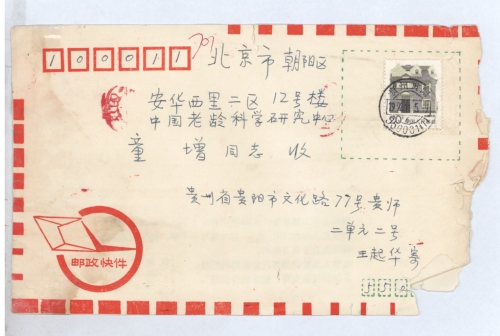 100011
北京市朝阳区
安华西里二区12号楼
中国老龄科学研究中心
童增同志收
贵州省贵阳市文化路77号贵师
二单元二号
王起华寄
邮政快件
550